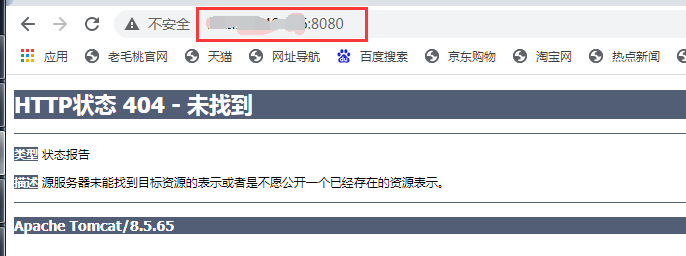 不安全 :8080
应用 老毛桃官网 天猫 网址导航 百度搜索 京东购物 淘宝网 热点新闻
HTTP状态 404 - 未找到
类型 状态报告
描述 源服务器未能找到目标资源的表示或者是不愿公开一个已经存在的资源表示。
Apache Tomcat/8.5.65